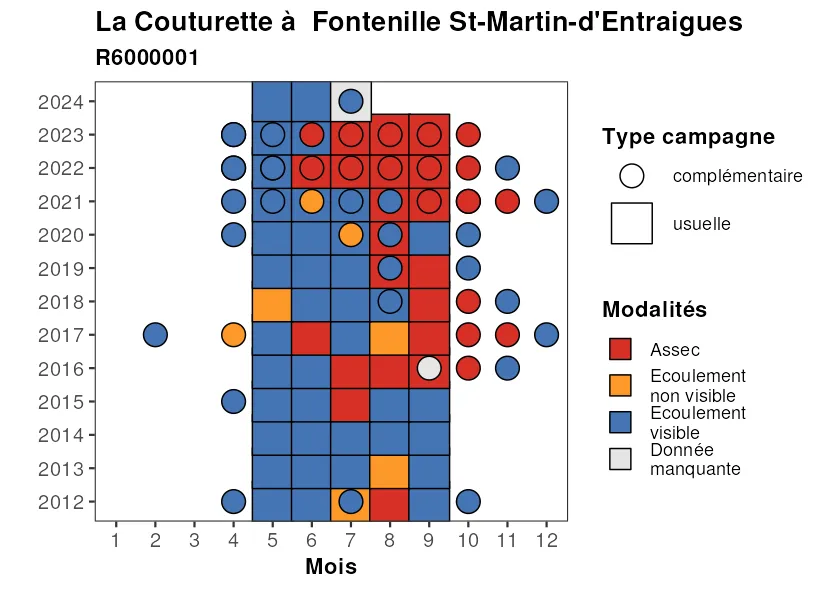 La Couturette à  Fontenille St-Martin-d'Entraigues
R6000001
2024
2023
2022
2021
2020
2019
2018
2017
2016
2015
2014
2013
2012
1 2 3 4 5 6 7 8 9 10 11 12
Mois
Type campagne
complémentaire
usuelle
Modalités
Assec
Ecoulement
non visible
Ecoulement
visible
Donnée
manquante